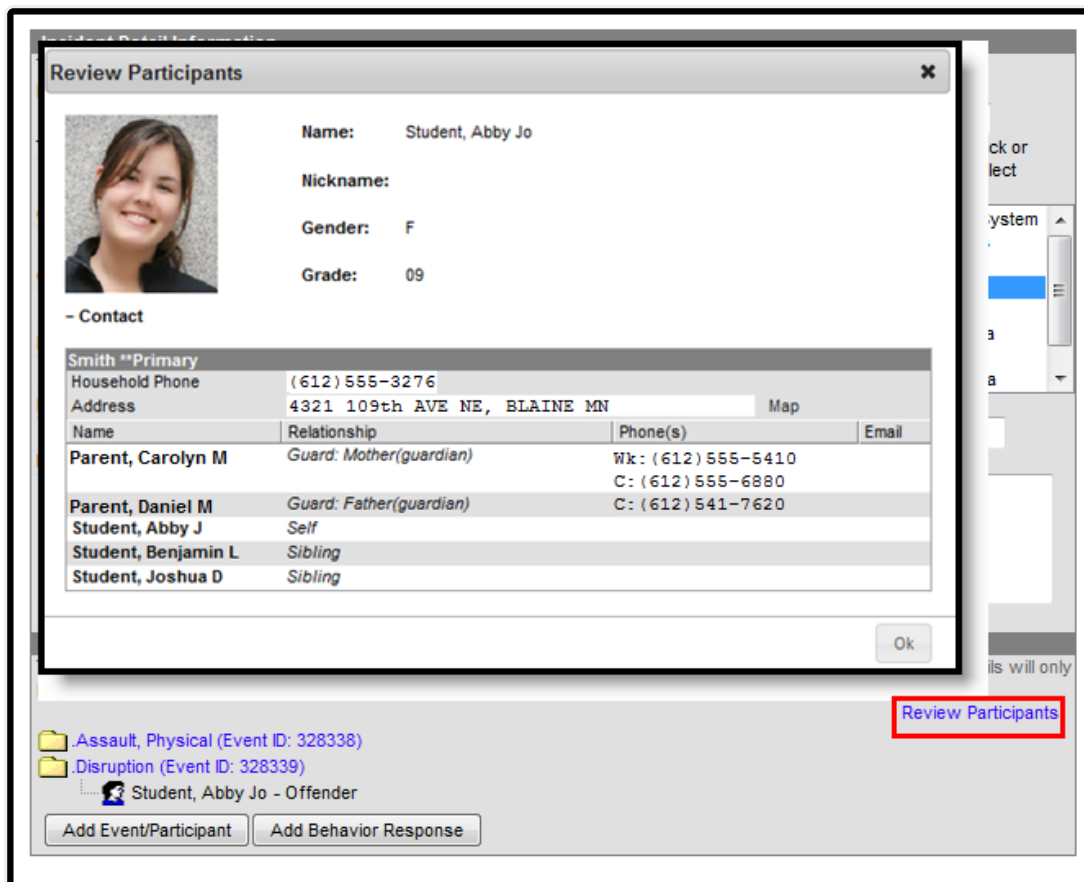 Review Participants
Name: Student, Abby Jo
Nickname:
Gender: F
Grade: 09
– Contact
Smith **Primary
Household Phone (612)555-3276
Address 4321 109th AVE NE, BLAINE MN Map
Name Relationship Phone(s) Email
Parent, Carolyn M Guard: Mother(guardian) Wk:(612)555-5410
C:(612)555-6880
Parent, Daniel M Guard: Father(guardian) C:(612)541-7620
Student, Abby J Self
Student, Benjamin L Sibling
Student, Joshua D Sibling
Ok
ck or
lect
ystem
a
a
ils will only
Review Participants
.Assault, Physical (Event ID: 328338)
.Disruption (Event ID: 328339)
Student, Abby Jo - Offender
Add Event/Participant Add Behavior Response